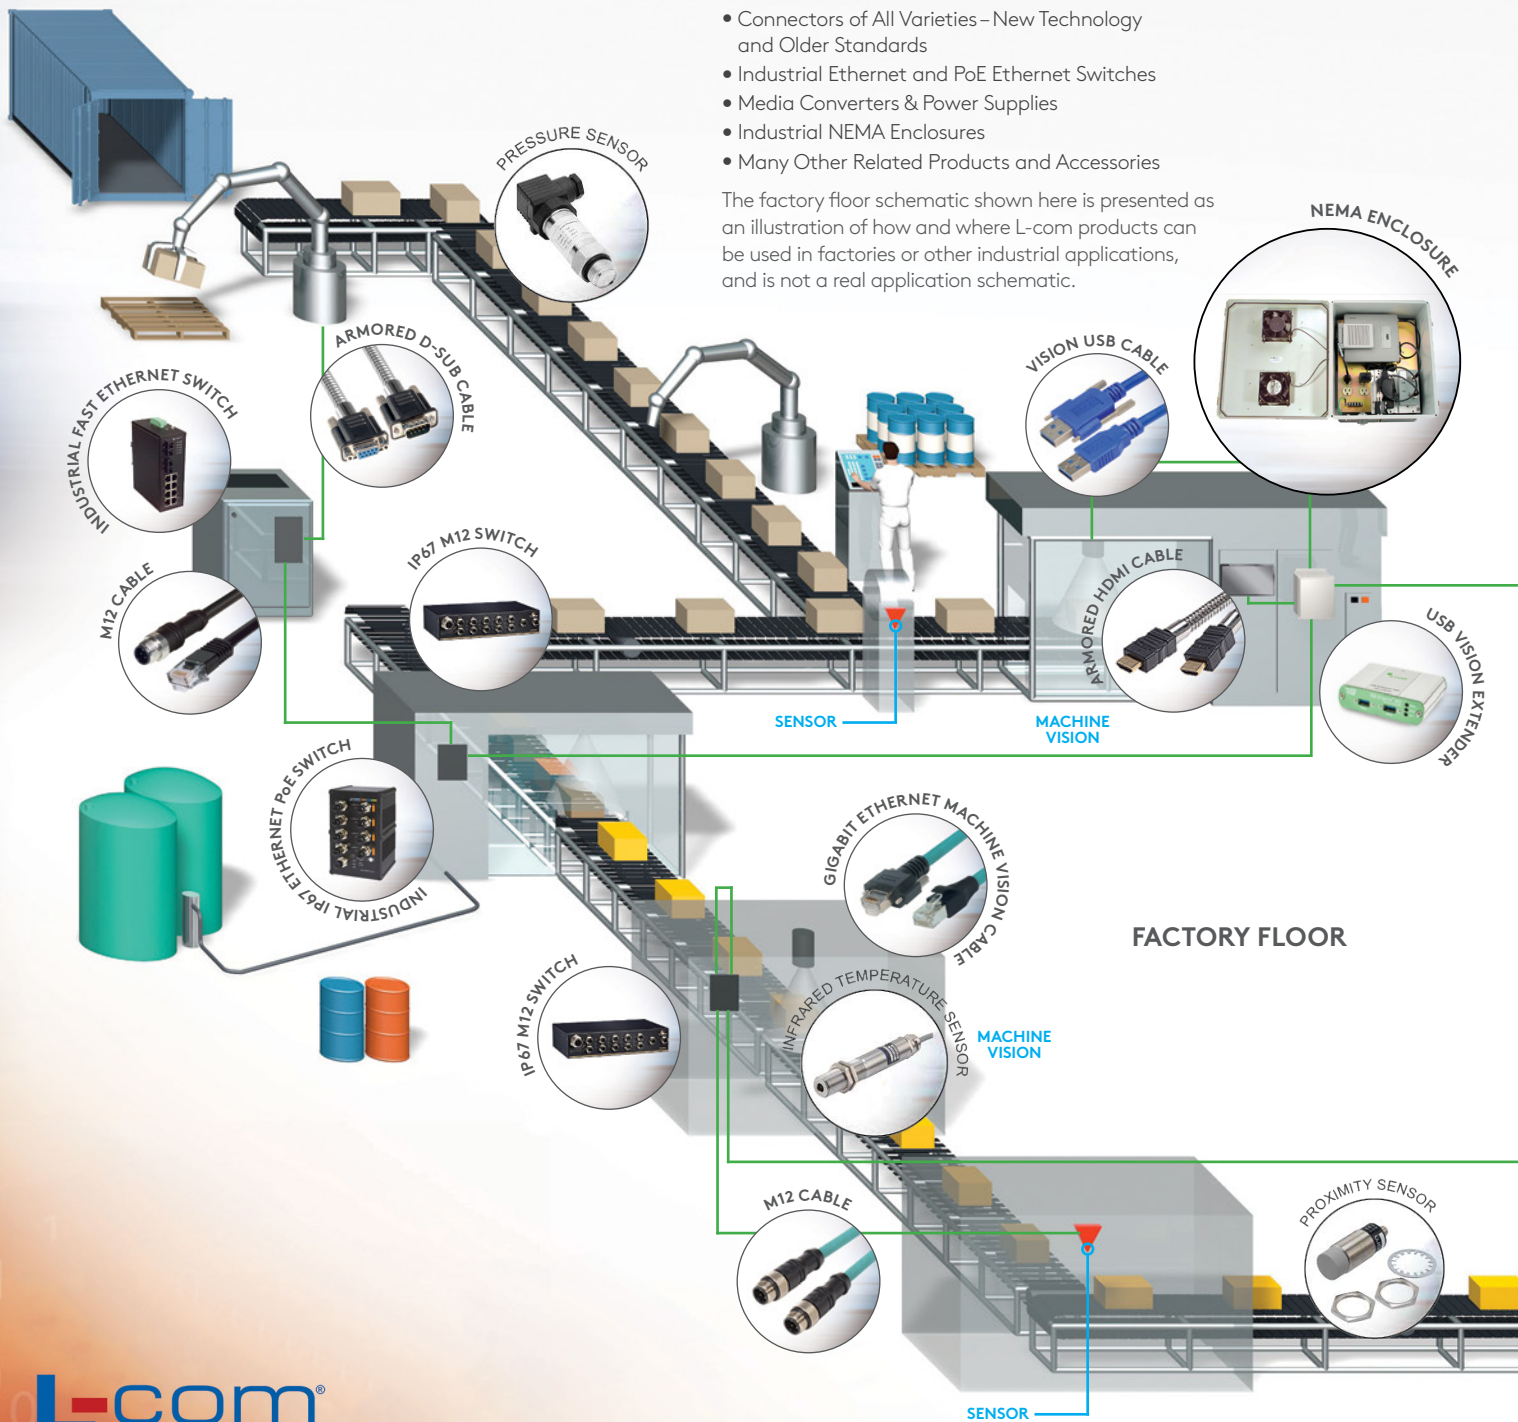 • Connectors of All Varieties – New Technology
and Older Standards
• Industrial Ethernet and PoE Ethernet Switches
• Media Converters & Power Supplies
• Industrial NEMA Enclosures
• Many Other Related Products and Accessories
The factory floor schematic shown here is presented as
an illustration of how and where L-com products can
be used in factories or other industrial applications,
and is not a real application schematic.
PRESSURE SENSOR
NEMA ENCLOSURE
ARMORED D-SUB CABLE
VISION USB CABLE
INDUSTRIAL FAST ETHERNET SWITCH
IP67 M12 SWITCH
M12 CABLE
ARMORED HDMI CABLE
USB VISION EXTENDER
SENSOR
MACHINE
VISION
INDUSTRIAL IP67 ETHERNET PoE SWITCH
GIGABIT ETHERNET MACHINE VISION CABLE
FACTORY FLOOR
IP67 M12 SWITCH
INFRARED TEMPERATURE SENSOR
MACHINE
VISION
M12 CABLE
PROXIMITY SENSOR
SENSOR
L-com®